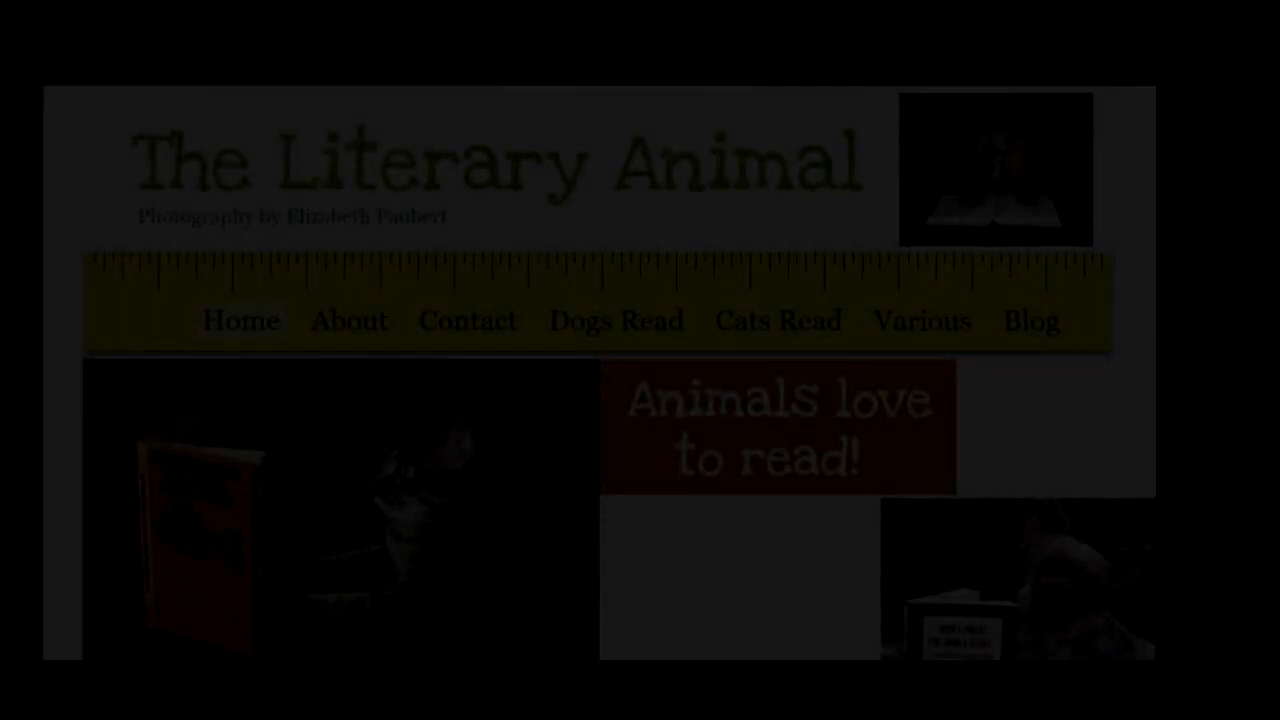 The Literary Animal
Photography by Elizabeth Paubert
Home About Contact Dogs Read Cats Read Various Blog
Animals love
to read!